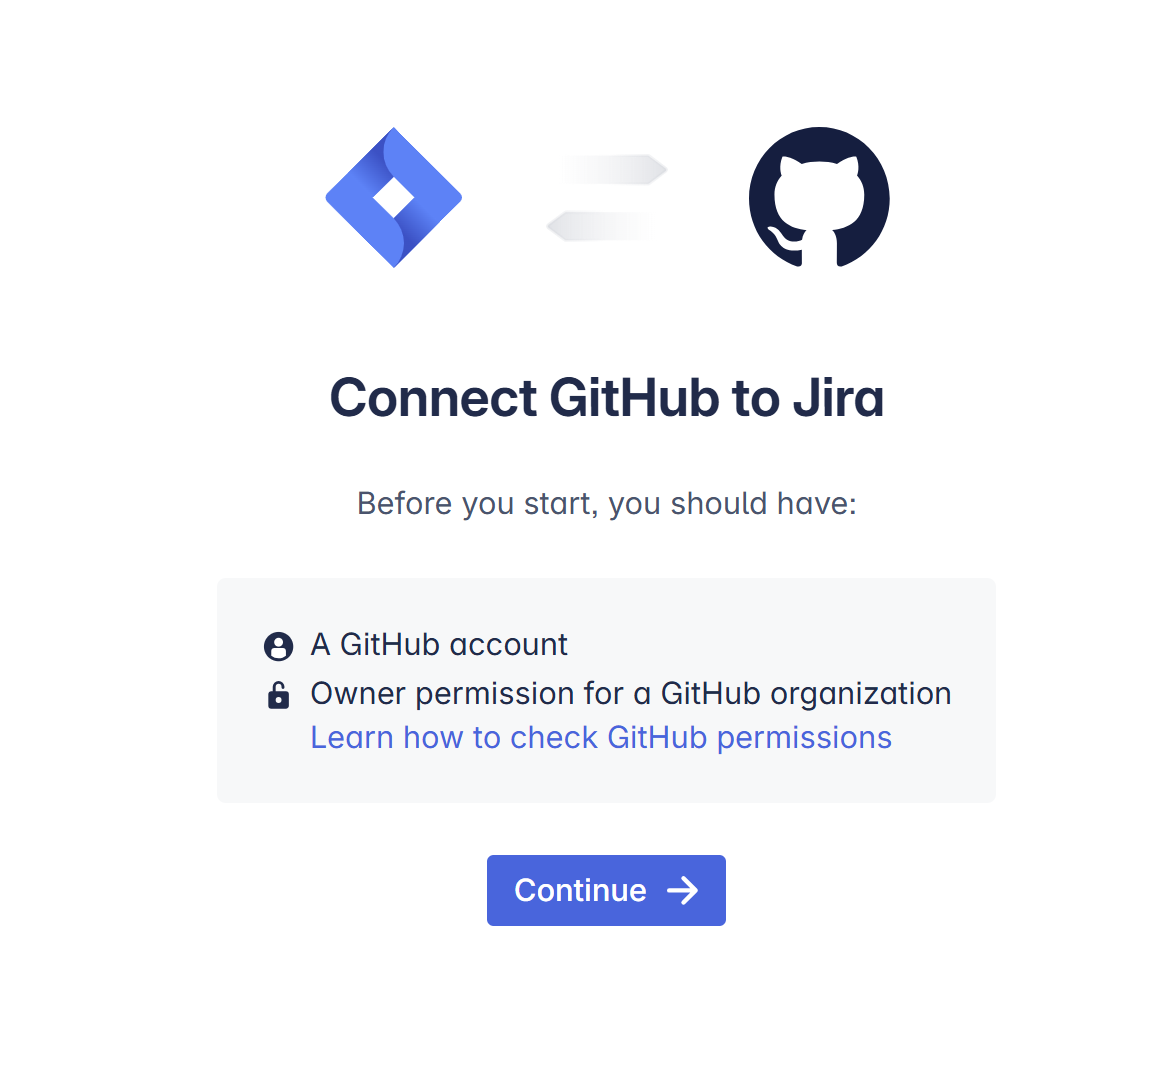 Connect GitHub to Jira
Before you start, you should have:
A GitHub account
Owner permission for a GitHub organization
Learn how to check GitHub permissions
Continue